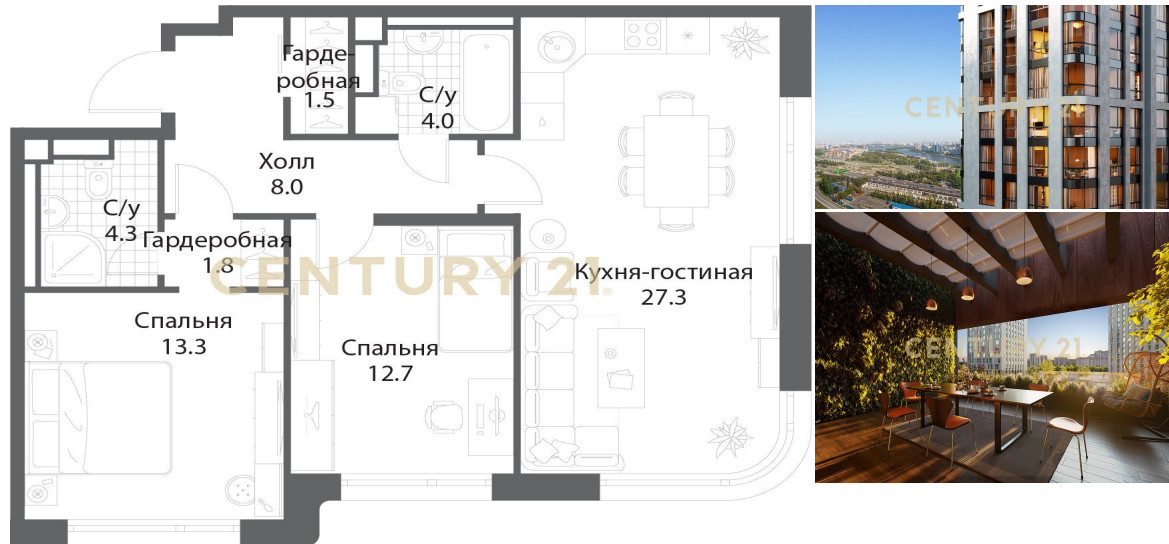 Гарде-
робная
1.5
С/у
4.0
Холл
8.0
С/у
4.3
Гардеробная
1.8
CENTURY 21
Кухня-гостиная
27.3
Спальня
13.3
Спальня
12.7
CENTURY 21
CENTURY 21